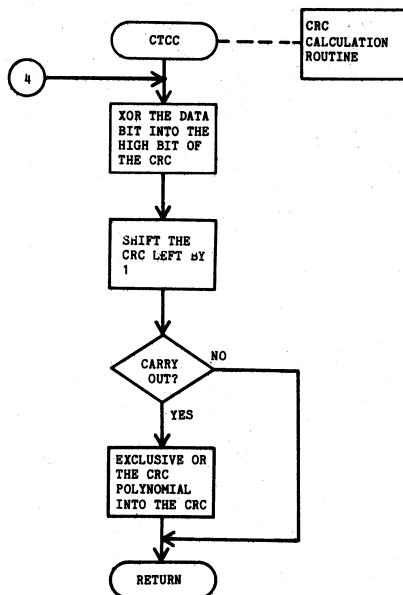 CTCC
CRC
CALCULATION
ROUTINE
4
XOR THE DATA
BIT INTO THE
HIGH BIT OF
THE CRC
SHIFT THE
CRC LEFT BY
1
CARRY
OUT?
NO
YES
EXCLUSIVE OR
THE CRC
POLYNOMIAL
INTO THE CRC
RETURN